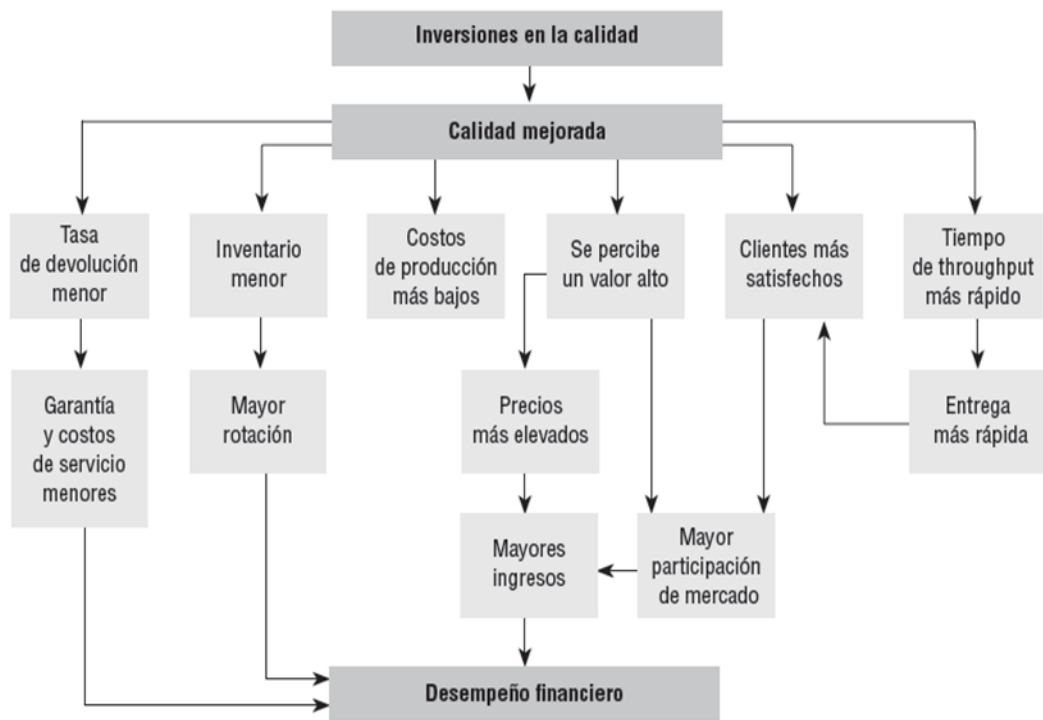 Inversiones en la calidad
Calidad mejorada
Tasa
de devolución
menor
Inventario
menor
Costos
de producción
más bajos
Se percibe
un valor alto
Clientes más
satisfechos
Tiempo
de throughput
más rápido
Garantía
y costos
de servicio
menores
Mayor
rotación
Precios
más elevados
Entrega
más rápida
Mayores
ingresos
Mayor
participación
de mercado
Desempeño financiero